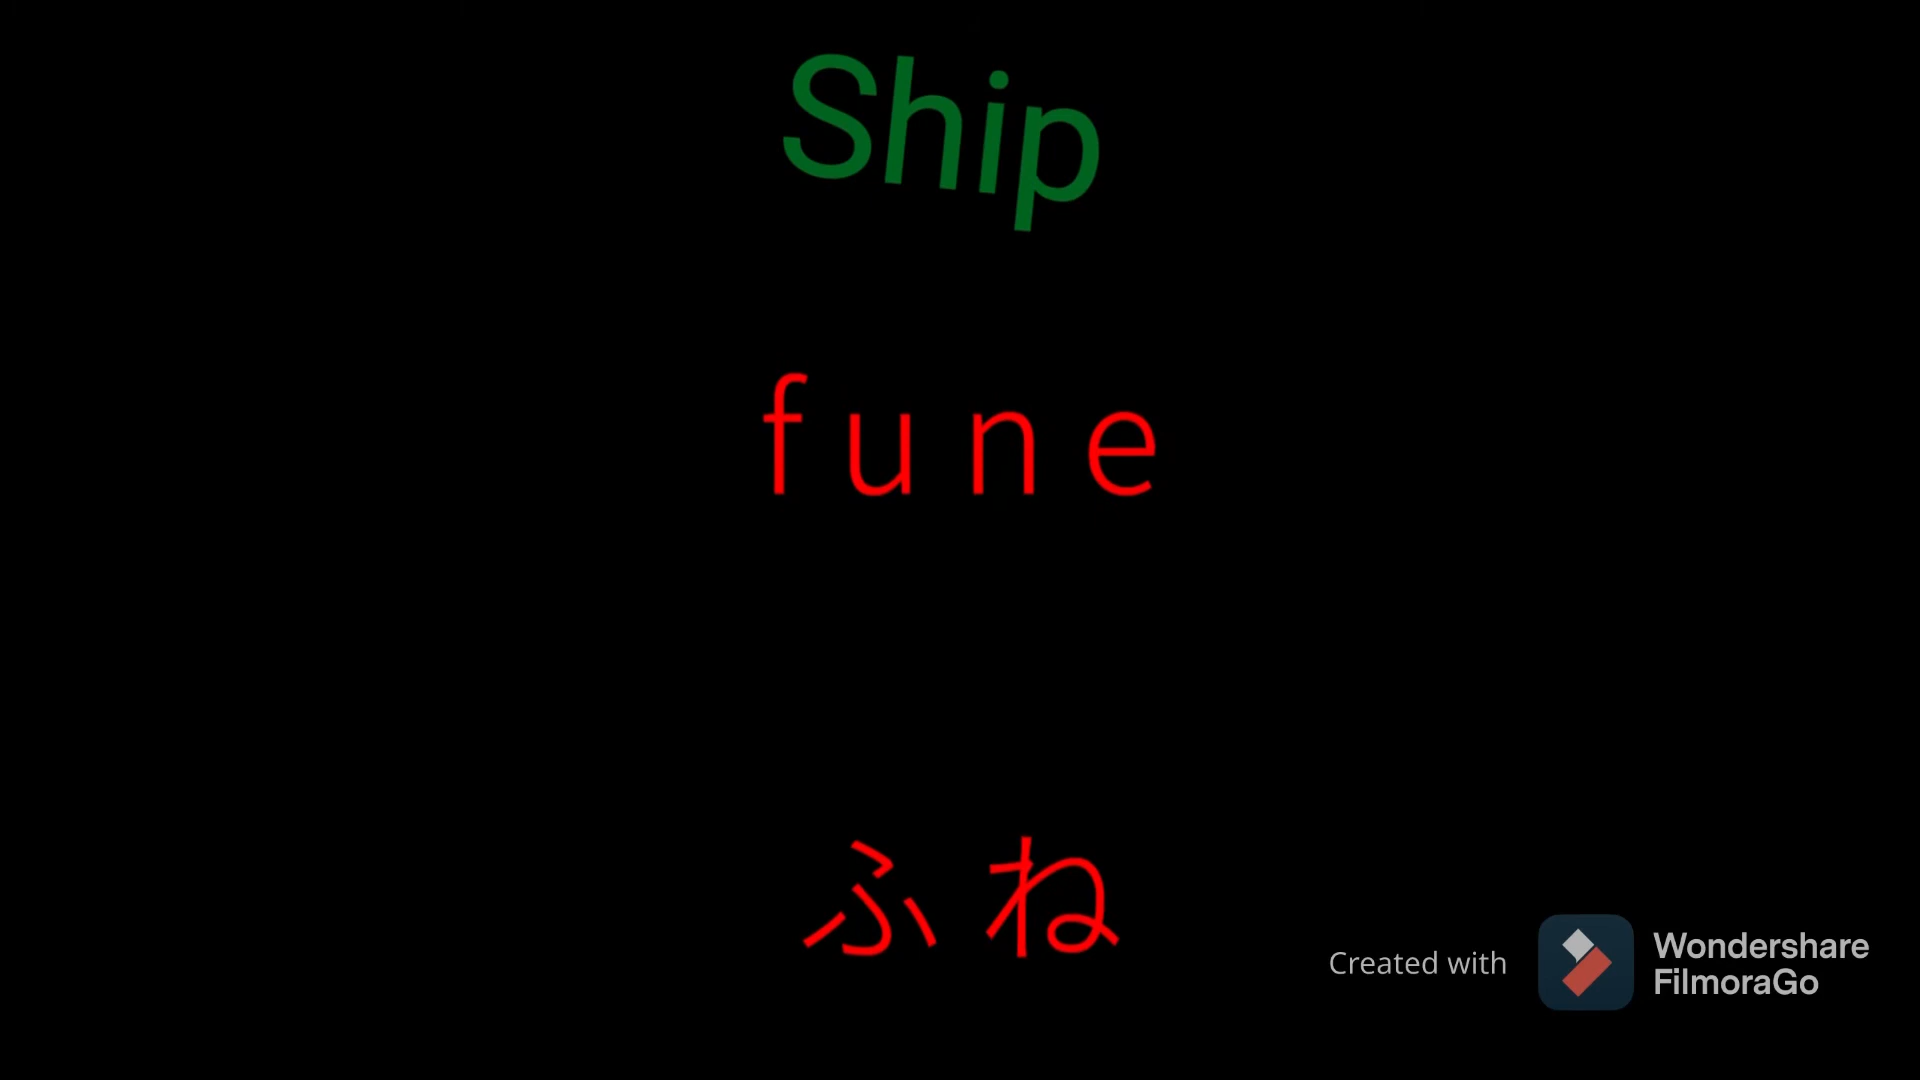 Ship
fune
ふね
Created with
Wondershare
FilmoraGo